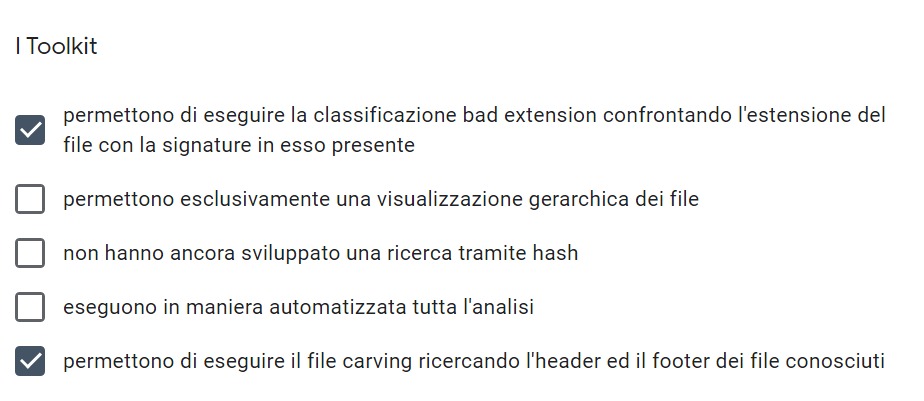 I Toolkit
permettono di eseguire la classificazione bad extension confrontando l'estensione del
file con la signature in esso presente
permettono esclusivamente una visualizzazione gerarchica dei file
non hanno ancora sviluppato una ricerca tramite hash
eseguono in maniera automatizzata tutta l'analisi
permettono di eseguire il file carving ricercando l'header ed il footer dei file conosciuti